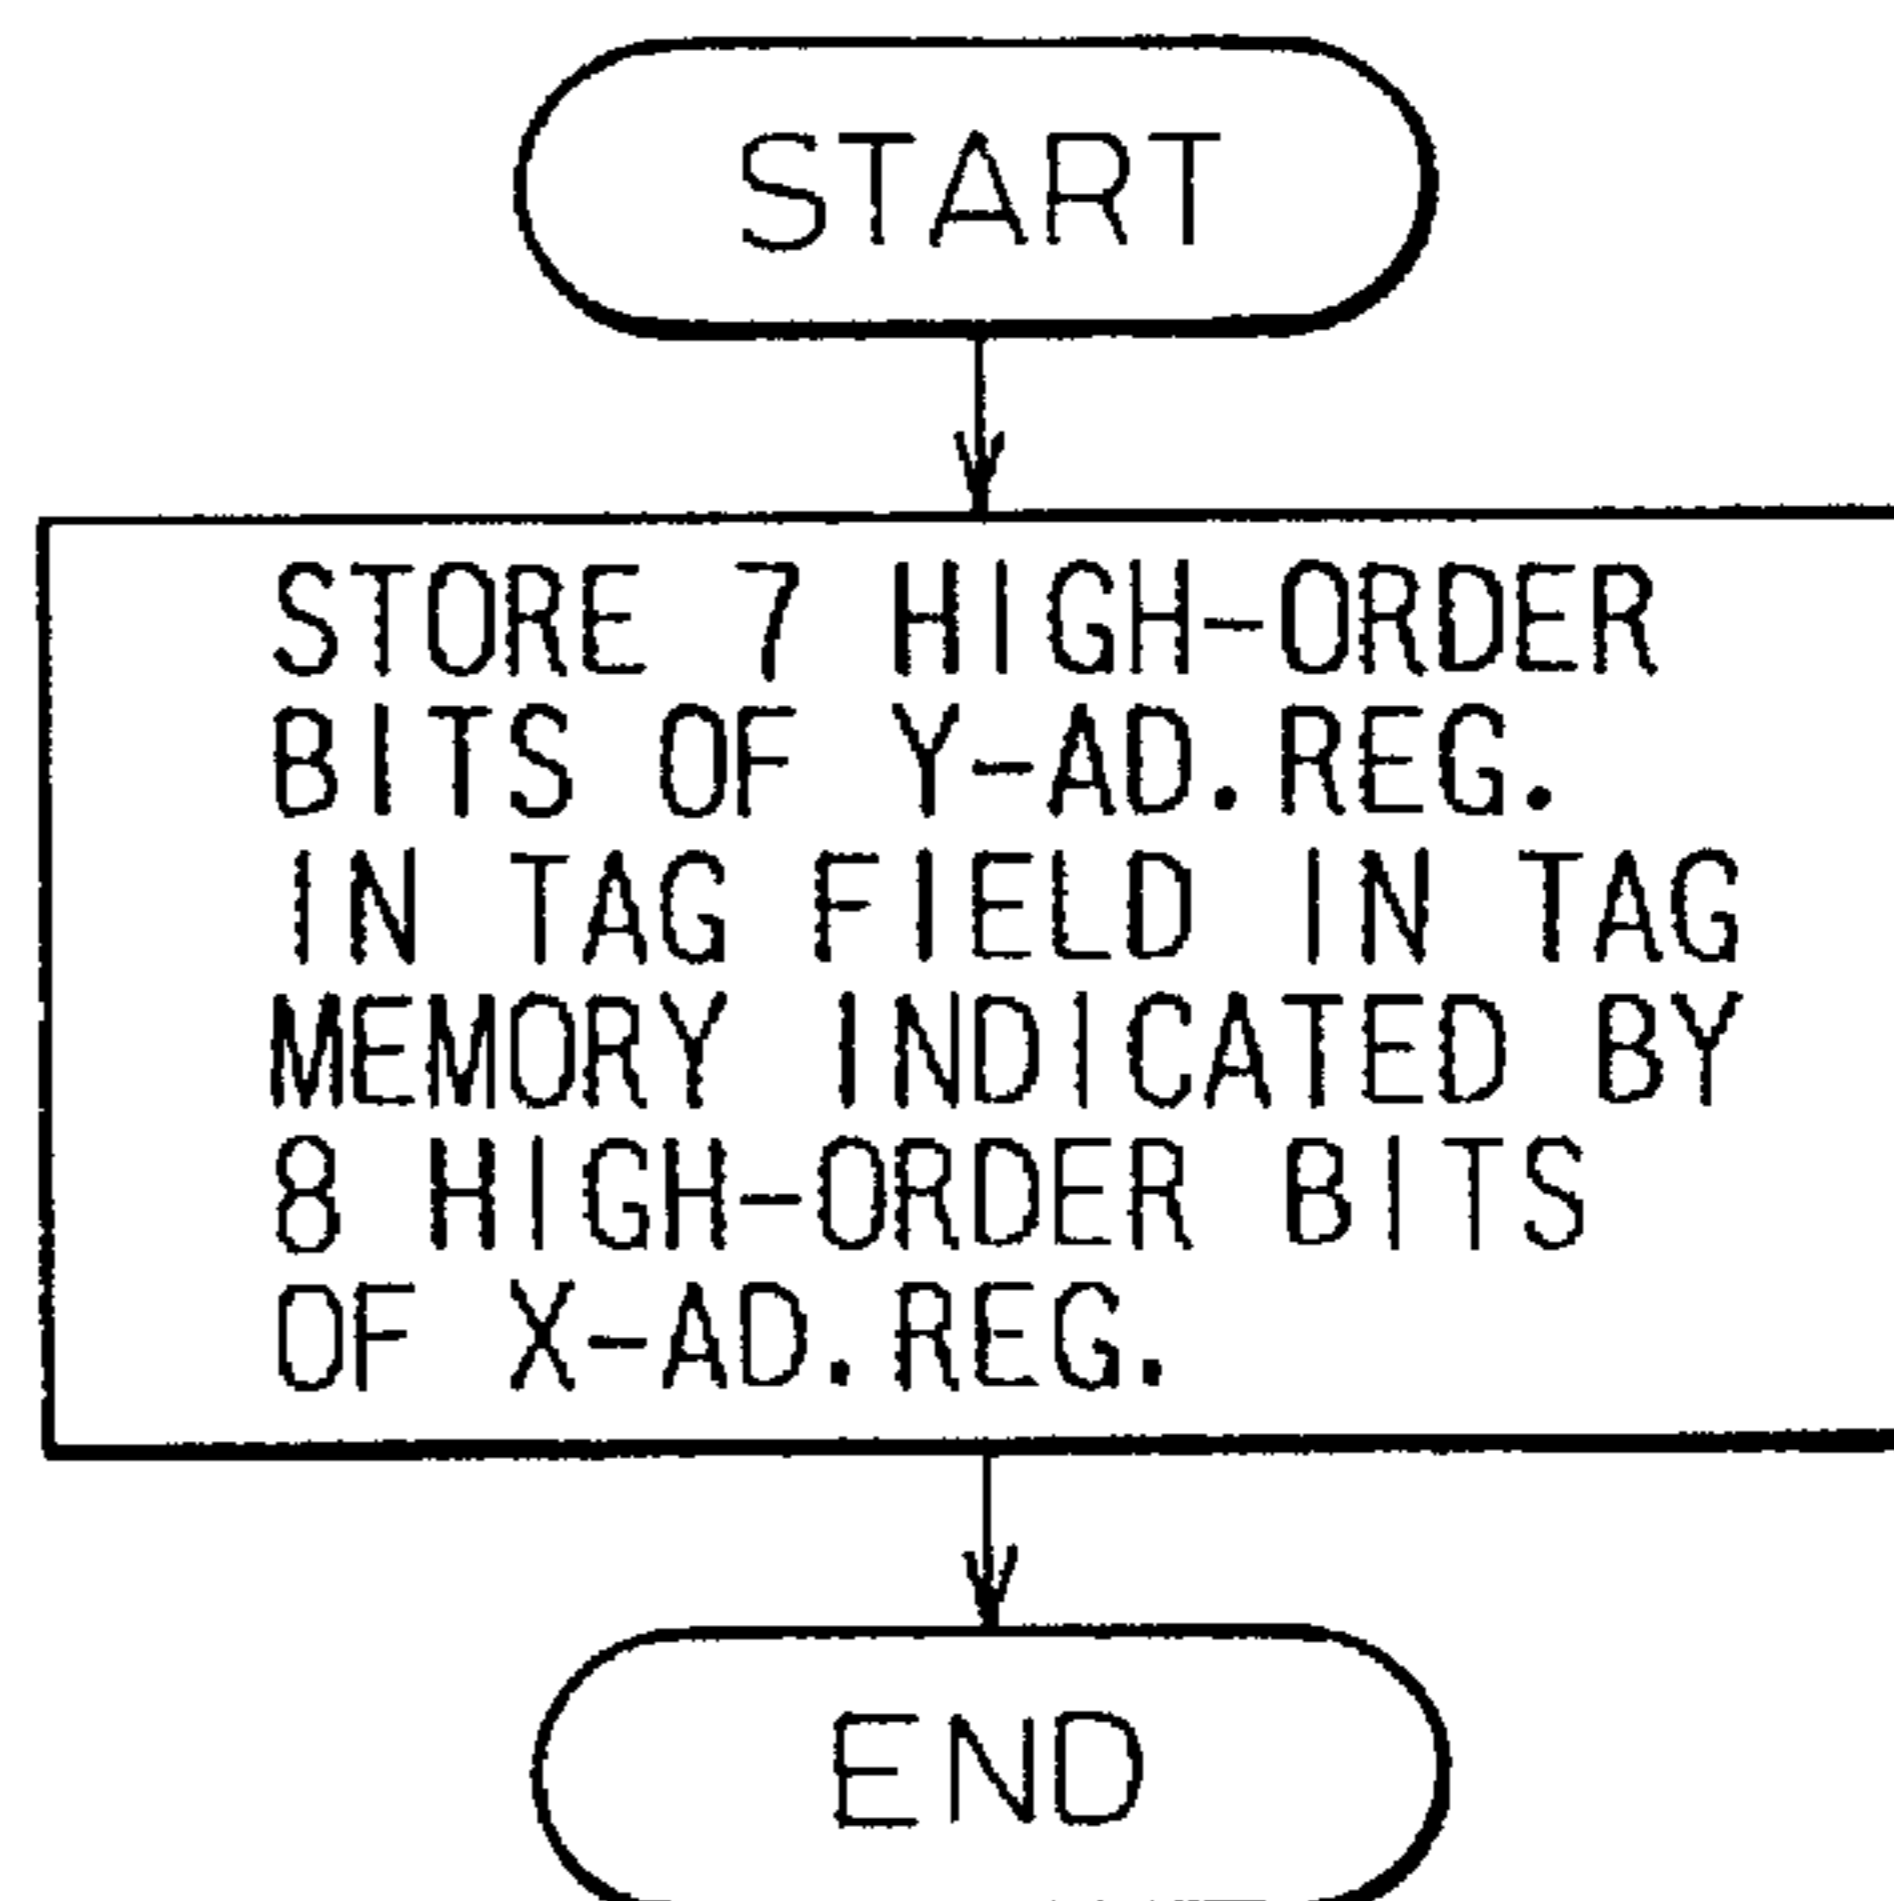 START
STORE 7 HIGH-ORDER
BITS OF Y-AD.REG.
IN TAG FIELD IN TAG
MEMORY INDICATED BY
8 HIGH-ORDER BITS
OF X-AD.REG.
END